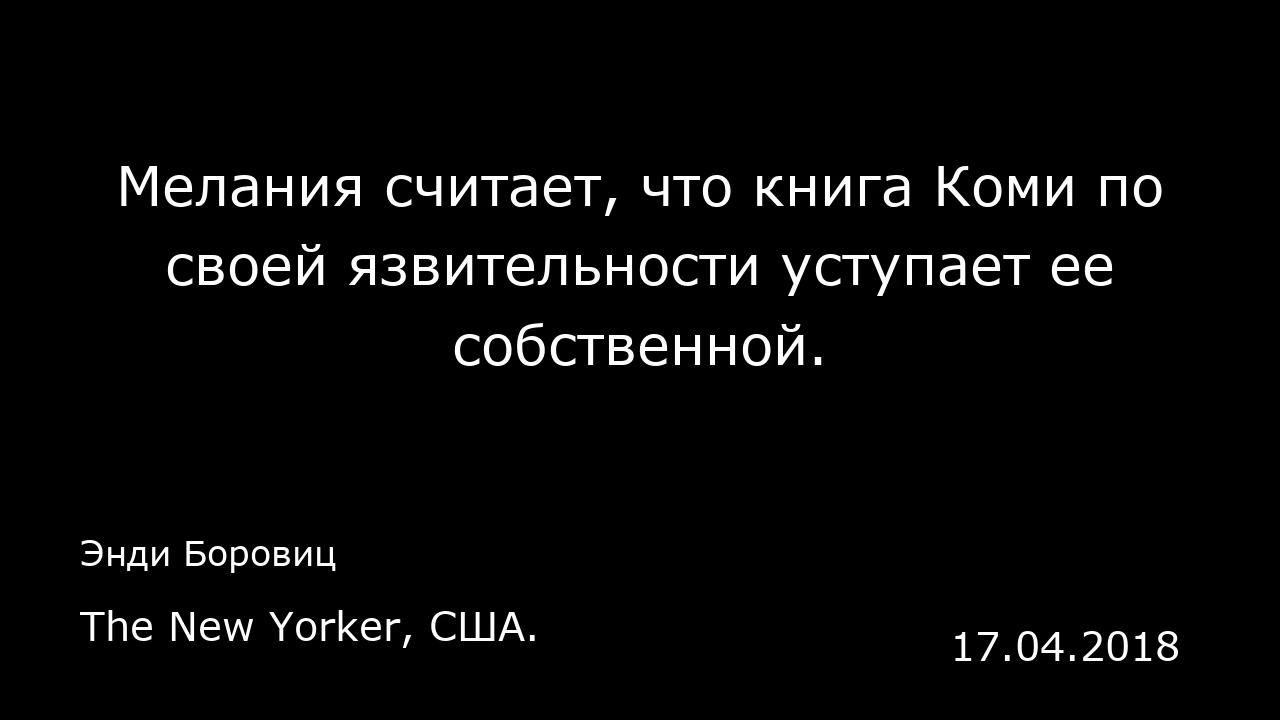 Мелания считает, что книга Коми по
своей язвительности уступает ее
собственной.
Энди Боровиц
The New Yorker, США.
17.04.2018